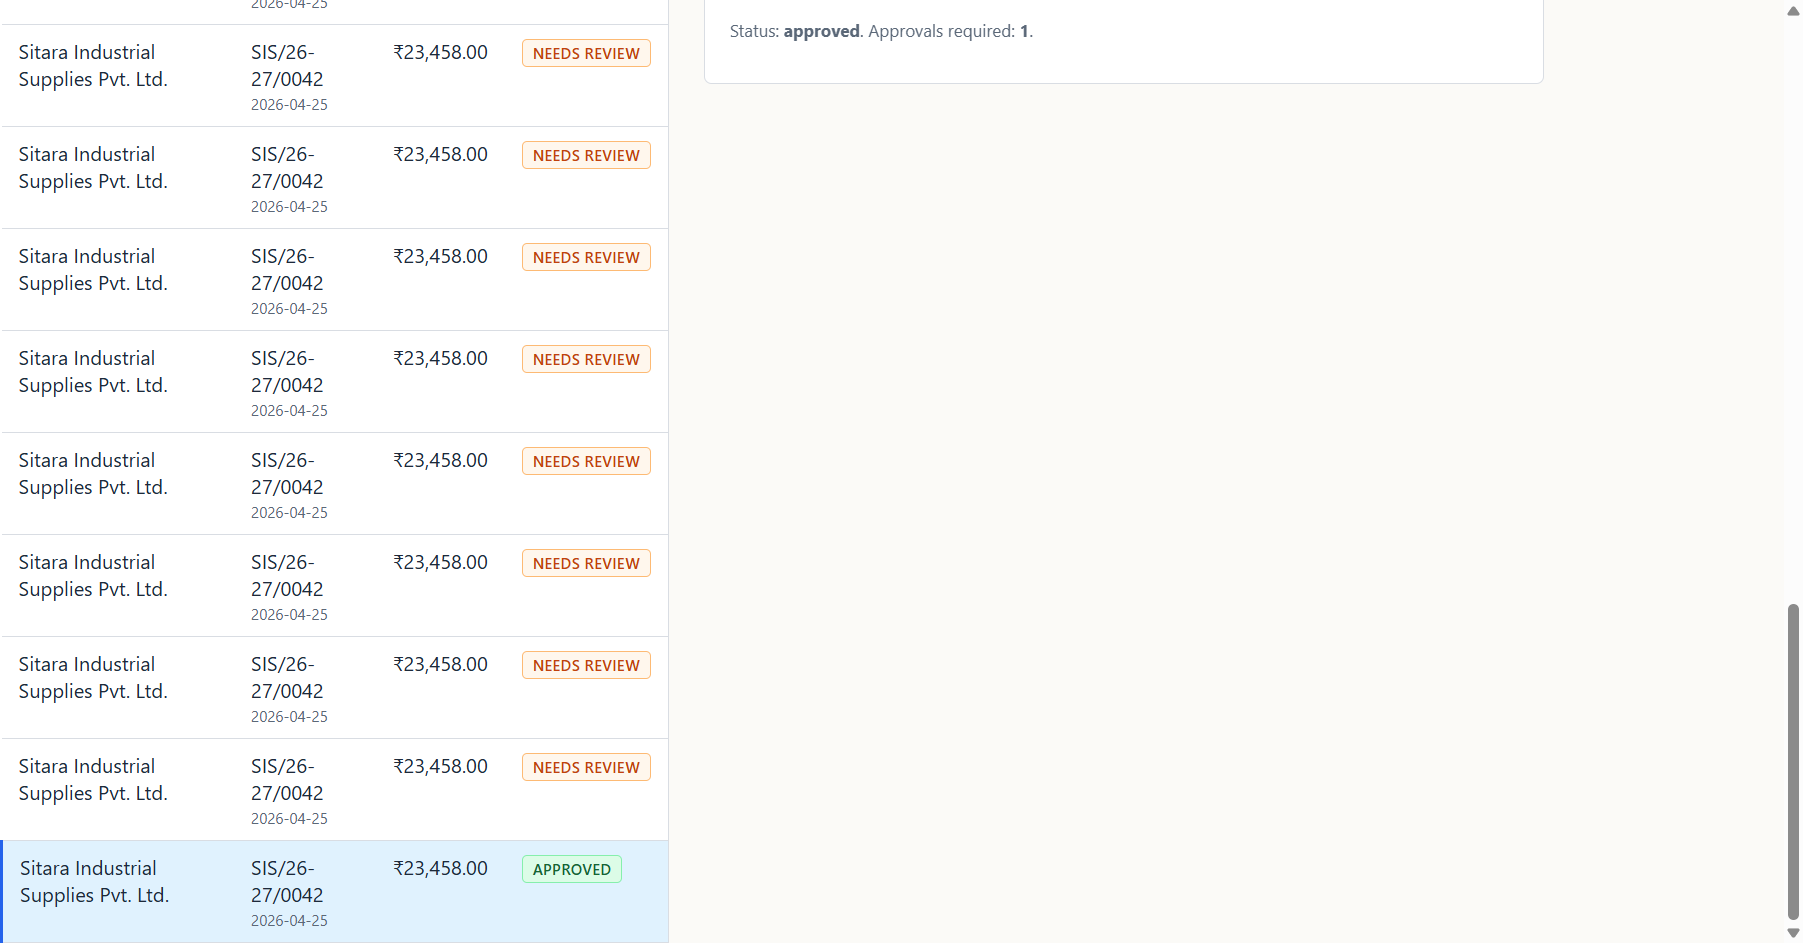 2026-04-25
Sitara Industrial
Supplies Pvt. Ltd.
SIS/26-
27/0042
2026-04-25
₹23,458.00
NEEDS REVIEW
Sitara Industrial
Supplies Pvt. Ltd.
SIS/26-
27/0042
2026-04-25
₹23,458.00
NEEDS REVIEW
Sitara Industrial
Supplies Pvt. Ltd.
SIS/26-
27/0042
2026-04-25
₹23,458.00
NEEDS REVIEW
Sitara Industrial
Supplies Pvt. Ltd.
SIS/26-
27/0042
2026-04-25
₹23,458.00
NEEDS REVIEW
Sitara Industrial
Supplies Pvt. Ltd.
SIS/26-
27/0042
2026-04-25
₹23,458.00
NEEDS REVIEW
Sitara Industrial
Supplies Pvt. Ltd.
SIS/26-
27/0042
2026-04-25
₹23,458.00
NEEDS REVIEW
Sitara Industrial
Supplies Pvt. Ltd.
SIS/26-
27/0042
2026-04-25
₹23,458.00
NEEDS REVIEW
Sitara Industrial
Supplies Pvt. Ltd.
SIS/26-
27/0042
2026-04-25
₹23,458.00
NEEDS REVIEW
Sitara Industrial
Supplies Pvt. Ltd.
SIS/26-
27/0042
2026-04-25
₹23,458.00
APPROVED
Status: approved. Approvals required: 1.